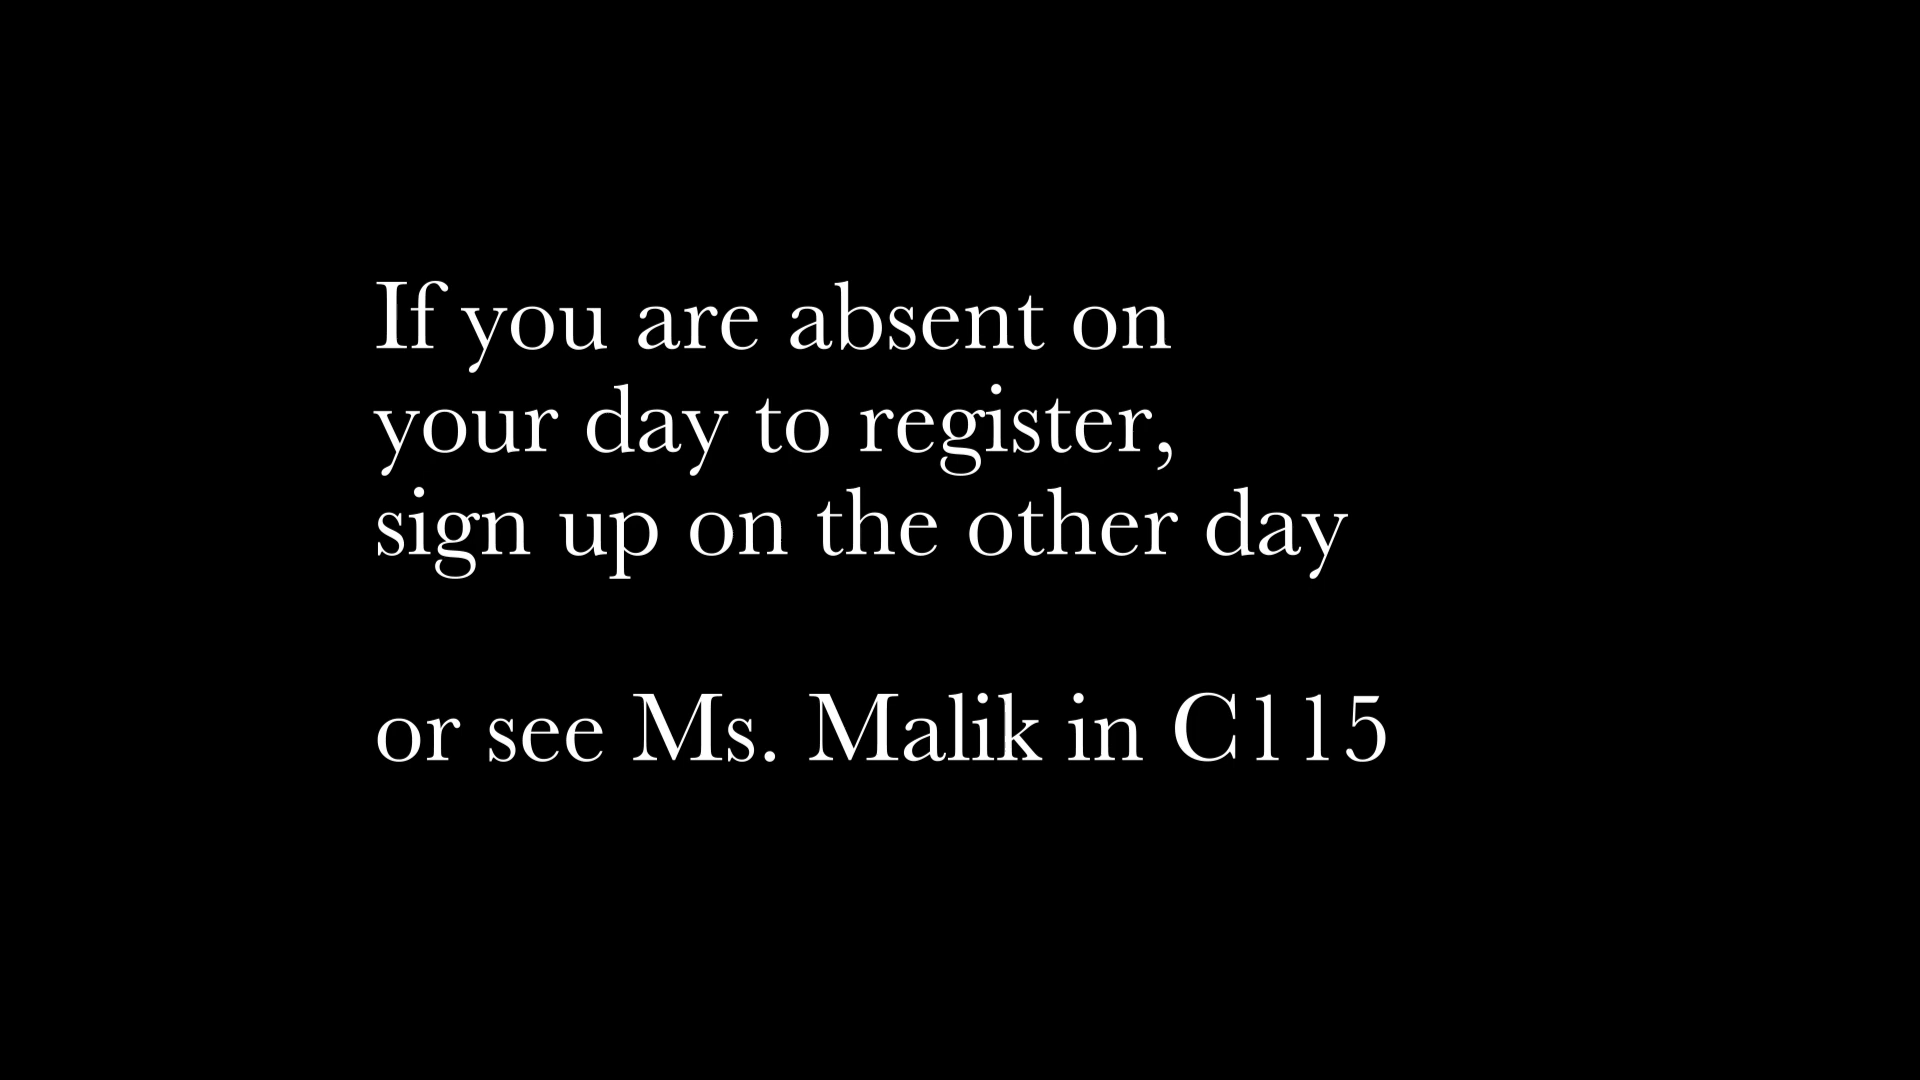 If you are absent on
your day to register,
sign up on the other day
or see Ms. Malik in C115